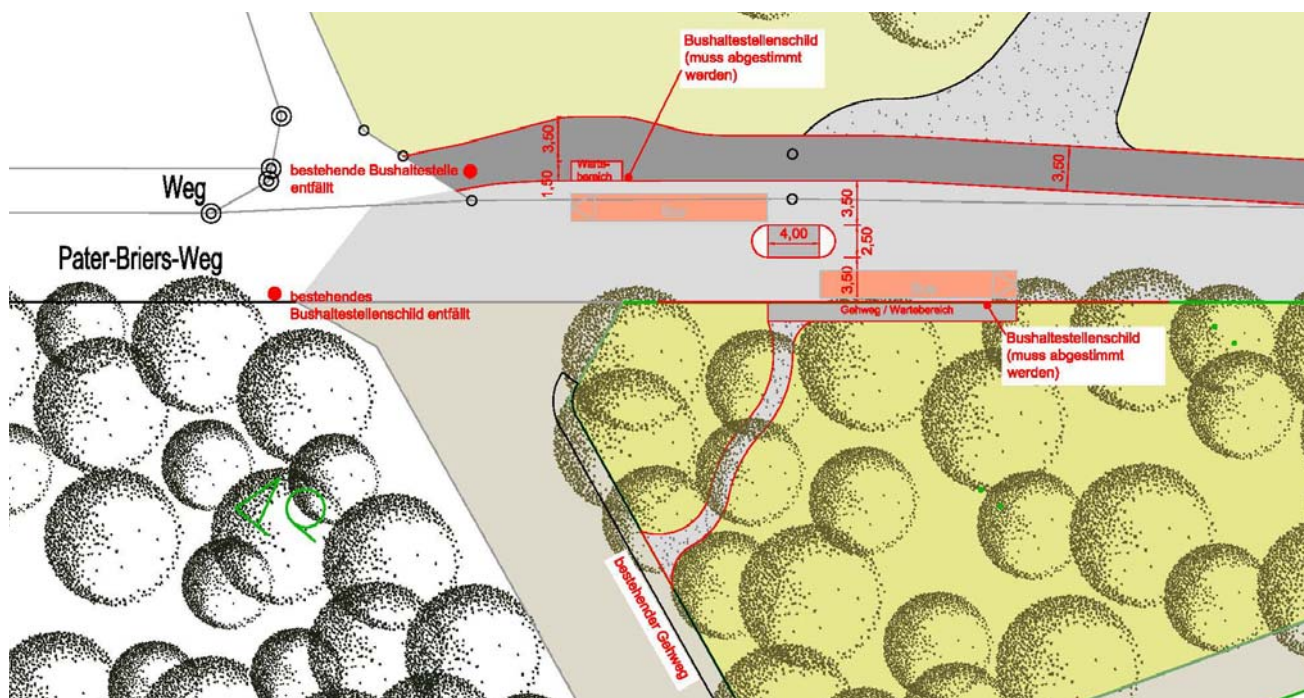 Bushaltestellenschild
(muss abgestimmt
werden)
3,50
1,50
Warte-
bereich
bestehende Bushaltestelle
entfällt
Weg
3,50
3,50
2,50
3,50
4,00
Pater-Briers-Weg
bestehendes
Bushaltestellenschild entfällt
Gehweg / Wartebereich
Bushaltestellenschild
(muss abgestimmt
werden)
bestehender Gehweg